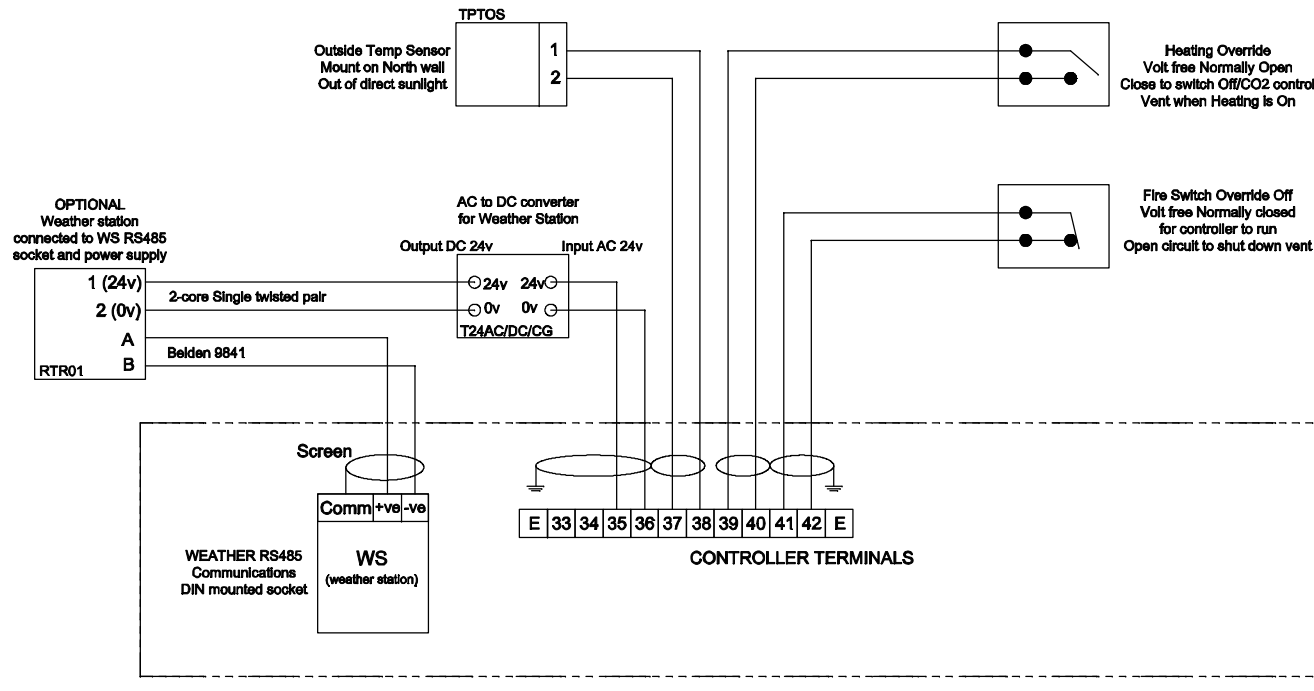 TPTOS
Outside Temp Sensor
Mount on North wall
Out of direct sunlight
1
2
Heating Override
Volt free Normally Open
Close to switch Off/CO2 control
Vent when Heating is On
OPTIONAL
Weather station
connected to WS RS485
socket and power supply
1 (24v)
2 (0v)
A
B
RTR01
2-core Single twisted pair
Belden 9841
AC to DC converter
for Weather Station
Output DC 24v
Input AC 24v
24v 24v
0v 0v
T24AC/DC/CG
Fire Switch Override Off
Volt free Normally closed
for controller to run
Open circuit to shut down vent
Screen
Comm +ve -ve
WS
(weather station)
WEATHER RS485
Communications
DIN mounted socket
E 33 34 35 36 37 38 39 40 41 42 E
CONTROLLER TERMINALS